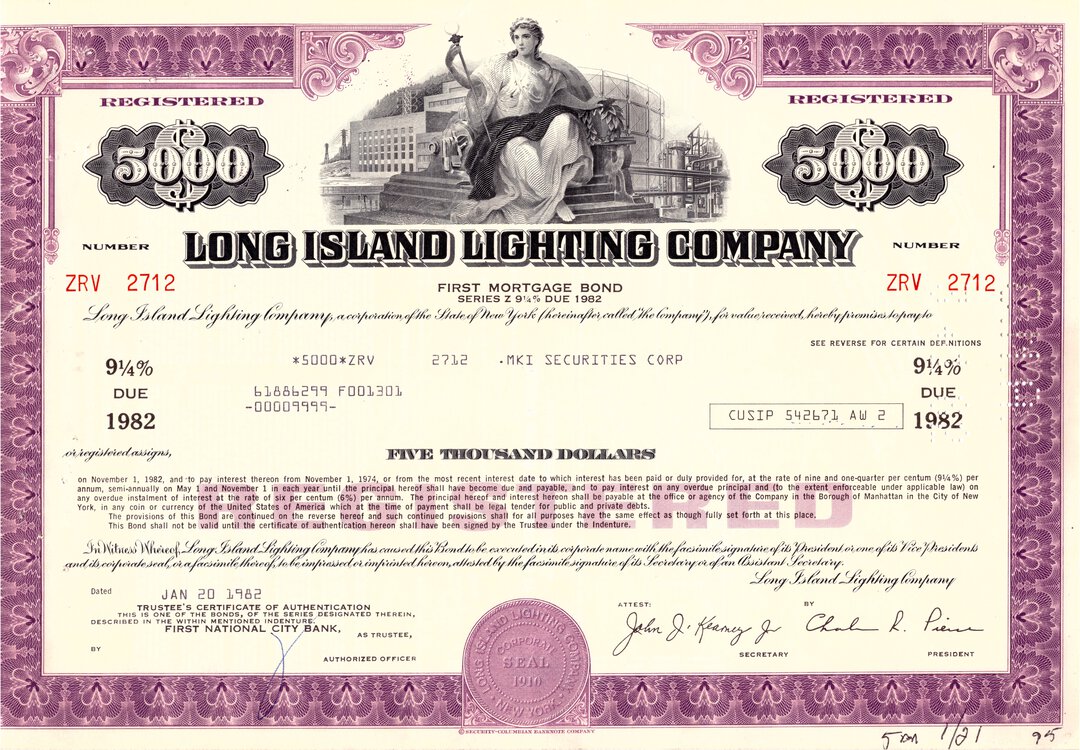 REGISTERED
REGISTERED
$ 5000
$ 5000
NUMBER
LONG ISLAND LIGHTING COMPANY
NUMBER
ZRV 2712
ZRV 2712
FIRST MORTGAGE BOND
SERIES Z 9¼% DUE 1982
Long Island Lighting Company, a corporation of the State of New York (hereinafter called "the Company"), for value received, hereby promises to pay to
SEE REVERSE FOR CERTAIN DEFINITIONS
9¼%
DUE
1982
*5000*ZRV 2712 .MKI SECURITIES CORP
61886299 F001301
-00009999-
9¼%
DUE
1982
CUSIP 542671 AW 2
or registered assigns,
FIVE THOUSAND DOLLARS
on November 1, 1982, and to pay interest thereon from November 1, 1974, or from the most recent interest date to which interest has been paid or duly provided for, at the rate of nine and one-quarter per centum (9¼%) per
annum, semi-annually on May 1 and November 1 in each year until the principal hereof shall have become due and payable, and to pay interest on any overdue principal and (to the extent enforceable under applicable law) on
any overdue instalment of interest at the rate of six per centum (6%) per annum. The principal hereof and interest hereon shall be payable at the office or agency of the Company in the Borough of Manhattan in the City of New
York, in any coin or currency of the United States of America which at the time of payment shall be legal tender for public and private debts.
The provisions of this Bond are continued on the reverse hereof and such continued provisions shall for all purposes have the same effect as though fully set forth at this place.
This Bond shall not be valid until the certificate of authentication hereon shall have been signed by the Trustee under the Indenture.
In Witness Whereof, Long Island Lighting Company has caused this Bond to be executed in its corporate name with the facsimile signature of its President or one of its Vice Presidents
and its corporate seal, or a facsimile thereof, to be impressed or imprinted hereon, attested by the facsimile signature of its Secretary or of an Assistant Secretary.
Long Island Lighting Company
Dated JAN 20 1982
TRUSTEE'S CERTIFICATE OF AUTHENTICATION
THIS IS ONE OF THE BONDS, OF THE SERIES DESIGNATED THEREIN,
DESCRIBED IN THE WITHIN MENTIONED INDENTURE.
FIRST NATIONAL CITY BANK,
AS TRUSTEE,
BY
AUTHORIZED OFFICER
LONG ISLAND LIGHTING COMPANY
CORPORATE
SEAL
1910
NEW YORK
ATTEST:
John J. Kearney Jr
SECRETARY
BY
Charles R. Pierce
PRESIDENT
© SECURITY-COLUMBIAN BANKNOTE COMPANY
1/21 95